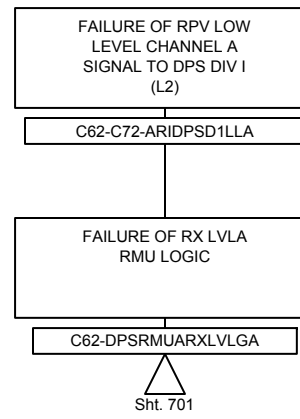 FAILURE OF RPV LOW
LEVEL CHANNEL A
SIGNAL TO DPS DIV I
(L2)
C62-C72-ARIDPSD1LLA
FAILURE OF RX LVLA
RMU LOGIC
C62-DPSRMUARXLVLGA
Sht. 701